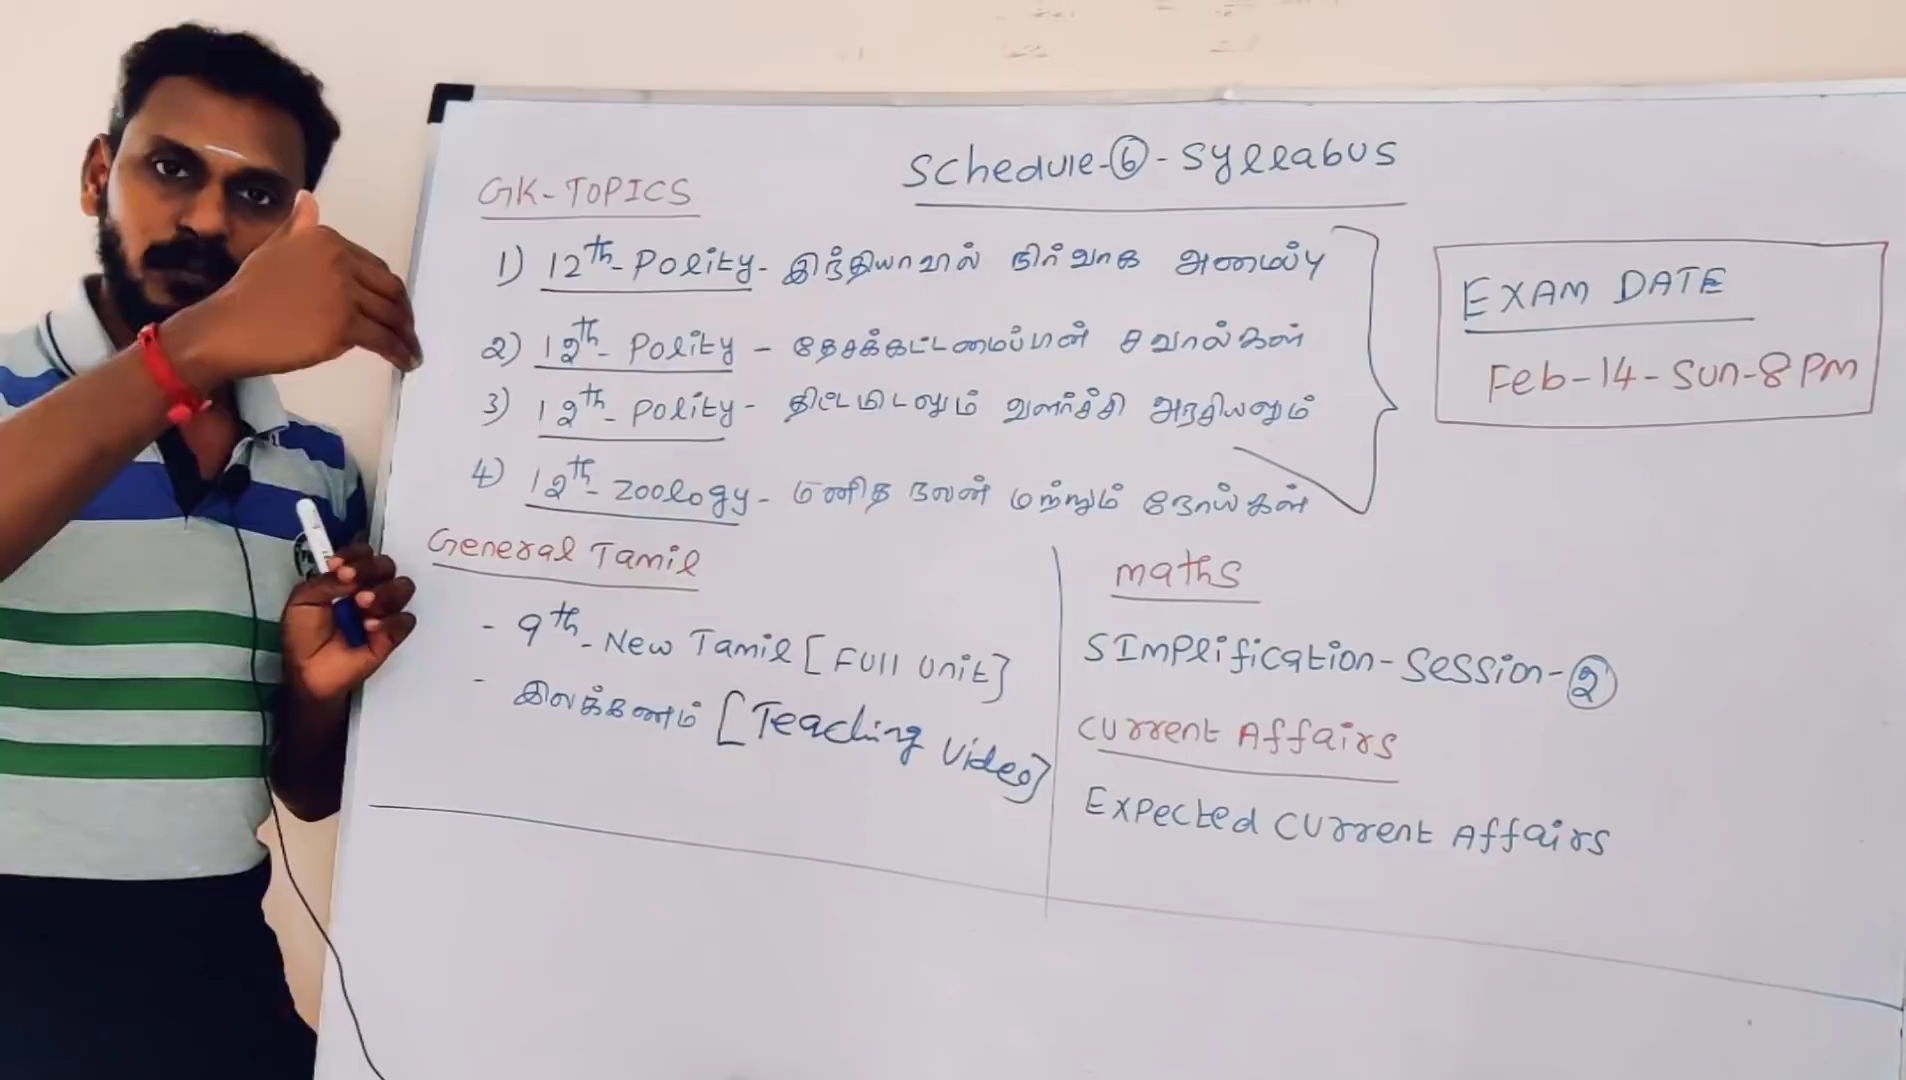 Schedule-6-Syllabus
GK-TOPICS
1) 12th-Polity- இந்தியாவில் நிர்வாக அமைப்பு
2) 12th-Polity - தேசக்கட்டமைப்பின் சவால்கள்
3) 12th-Polity- திட்டமிடலும் வளர்ச்சி அரசியலும்
4) 12th-Zoology- மனித நலன் மற்றும் நோய்கள்
EXAM DATE
Feb-14-Sun-8PM
General Tamil
- 9th-New Tamil [Full Unit]
- இலக்கணம் [Teaching Video]
Maths
Simplification-Session-2
Current Affairs
Expected Current Affairs